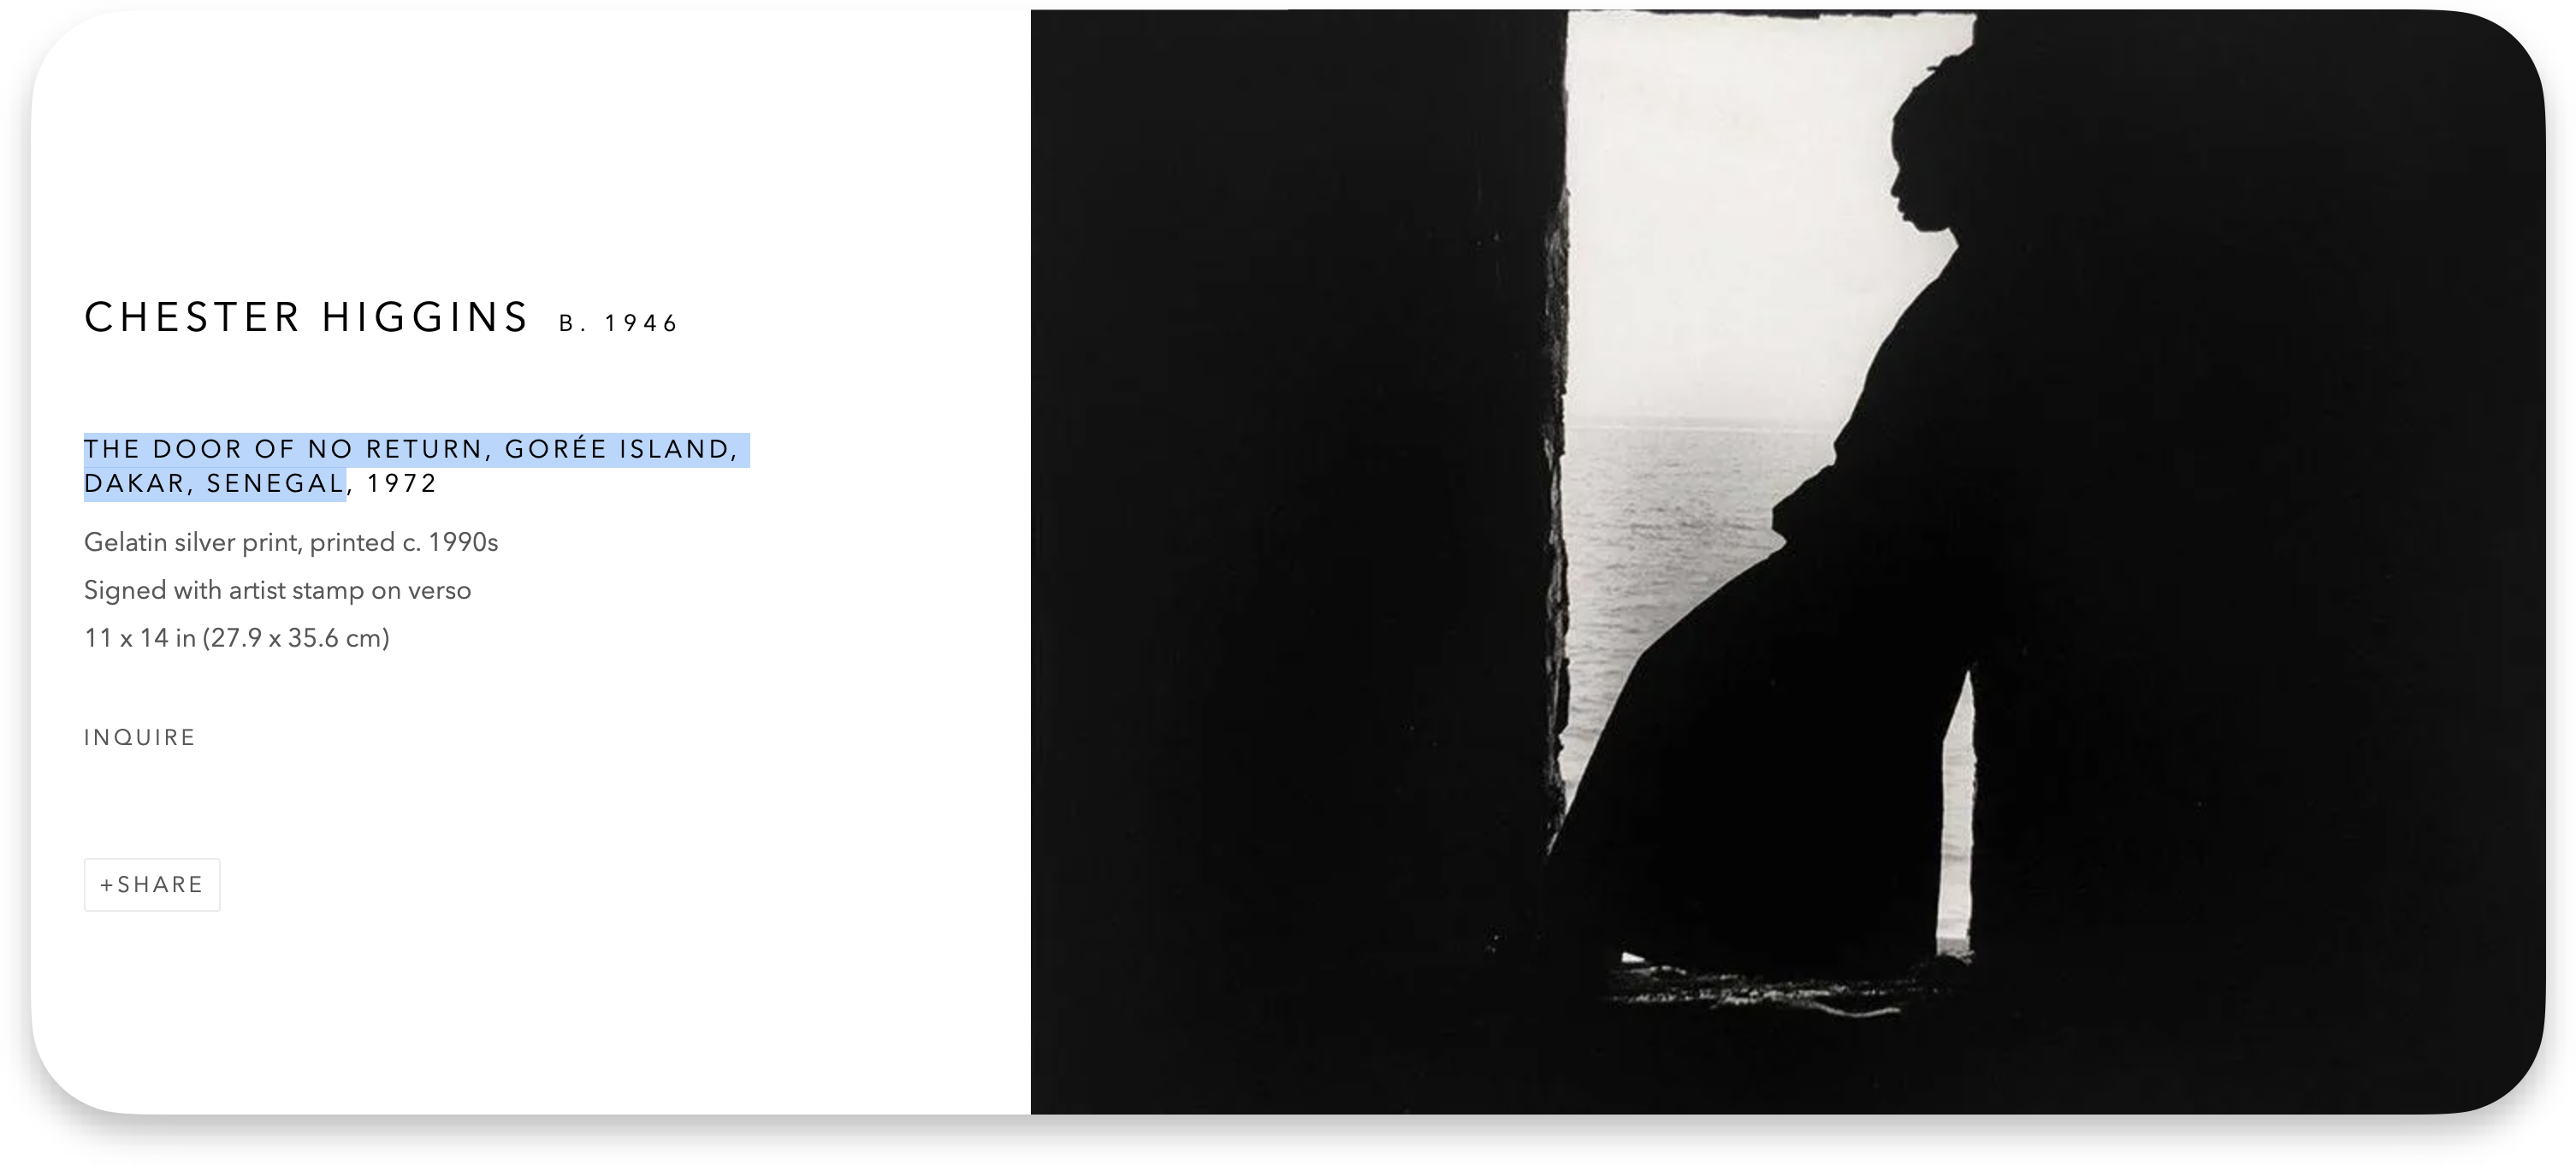 CHESTER HIGGINS B. 1946
THE DOOR OF NO RETURN, GORÉE ISLAND,
DAKAR, SENEGAL, 1972
Gelatin silver print, printed c. 1990s
Signed with artist stamp on verso
11 x 14 in (27.9 x 35.6 cm)
INQUIRE
+SHARE